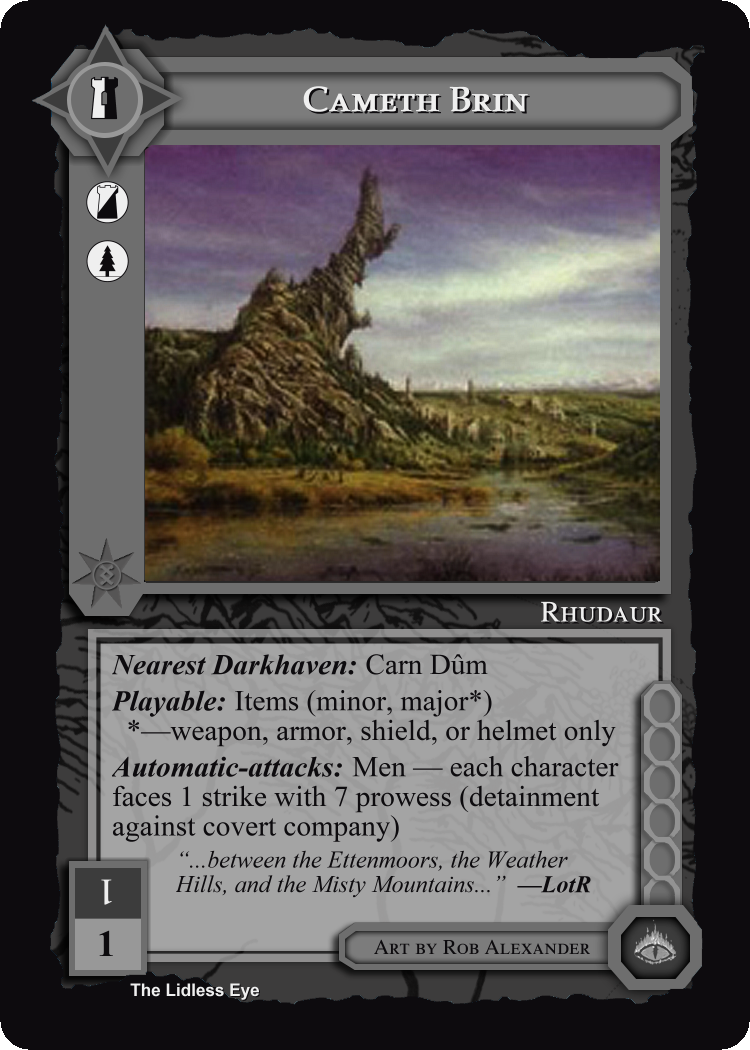 Cameth Brin
Rhudaur
Nearest Darkhaven: Carn Dûm
Playable: Items (minor, major*)
*—weapon, armor, shield, or helmet only
Automatic-attacks: Men — each character
faces 1 strike with 7 prowess (detainment
against covert company)
“...between the Ettenmoors, the Weather
Hills, and the Misty Mountains...” —LotR
1
1
Art by Rob Alexander
The Lidless Eye